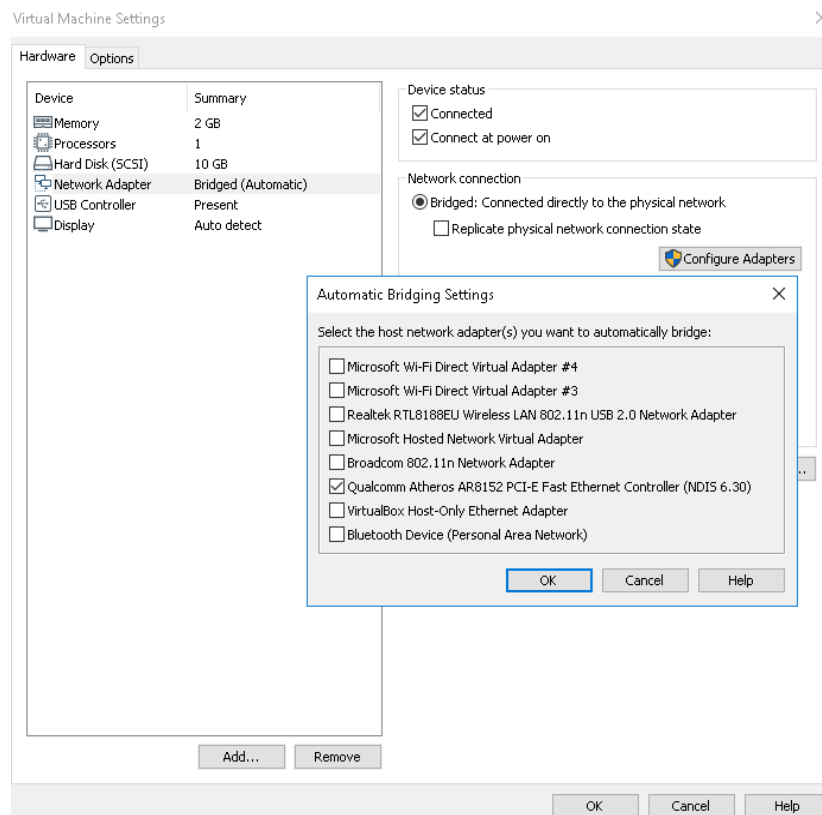 Virtual Machine Settings
Hardware Options
Device Summary
Memory 2 GB
Processors 1
Hard Disk (SCSI) 10 GB
Network Adapter Bridged (Automatic)
USB Controller Present
Display Auto detect
Device status
Connected
Connect at power on
Network connection
Bridged: Connected directly to the physical network
Replicate physical network connection state
Configure Adapters
Automatic Bridging Settings
Select the host network adapter(s) you want to automatically bridge:
Microsoft Wi-Fi Direct Virtual Adapter #4
Microsoft Wi-Fi Direct Virtual Adapter #3
Realtek RTL8188EU Wireless LAN 802.11n USB 2.0 Network Adapter
Microsoft Hosted Network Virtual Adapter
Broadcom 802.11n Network Adapter
Qualcomm Atheros AR8152 PCI-E Fast Ethernet Controller (NDIS 6.30)
VirtualBox Host-Only Ethernet Adapter
Bluetooth Device (Personal Area Network)
OK Cancel Help
Add... Remove
OK Cancel Help